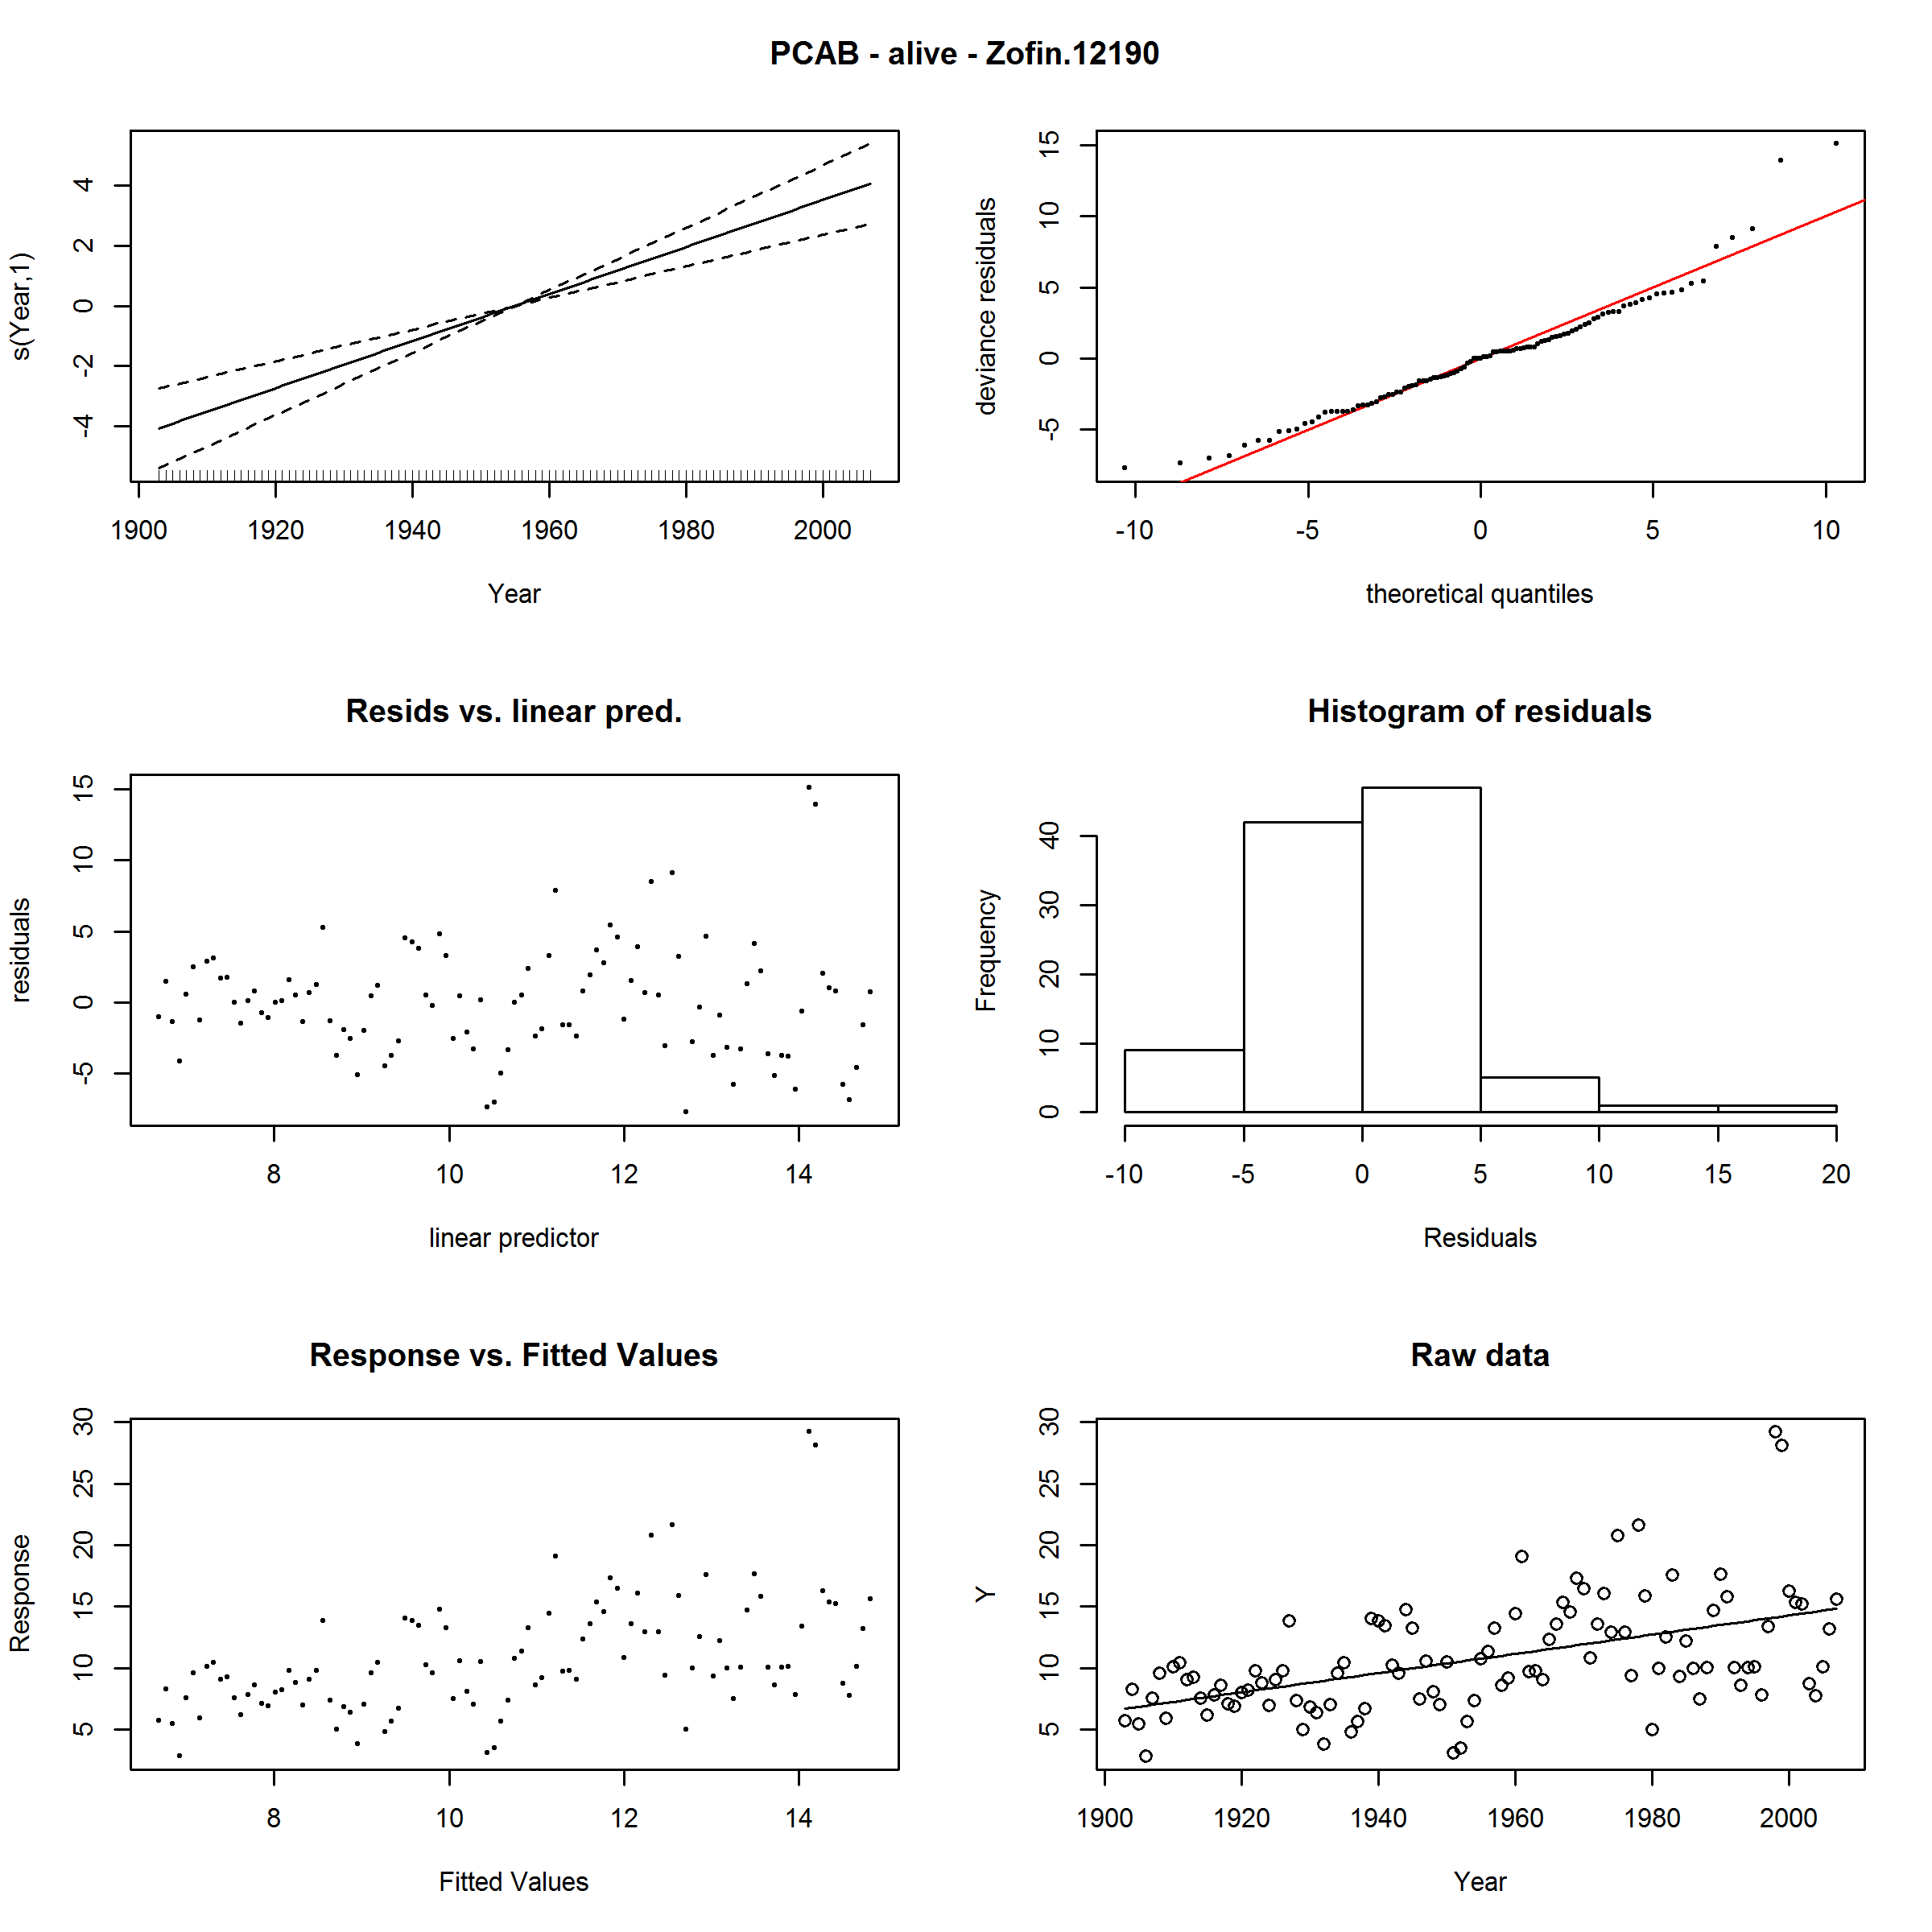 PCAB - alive - Zofin.12190
s(Year,1)
4
2
0
-2
-4
1900 1920 1940 1960 1980 2000
Year
deviance residuals
15
10
5
0
-5
-10 -5 0 5 10
theoretical quantiles
Resids vs. linear pred.
residuals
15
10
5
0
-5
8 10 12 14
linear predictor
Histogram of residuals
Frequency
40
30
20
10
0
-10 -5 0 5 10 15 20
Residuals
Response vs. Fitted Values
Response
30
25
20
15
10
5
8 10 12 14
Fitted Values
Raw data
Y
30
25
20
15
10
5
1900 1920 1940 1960 1980 2000
Year